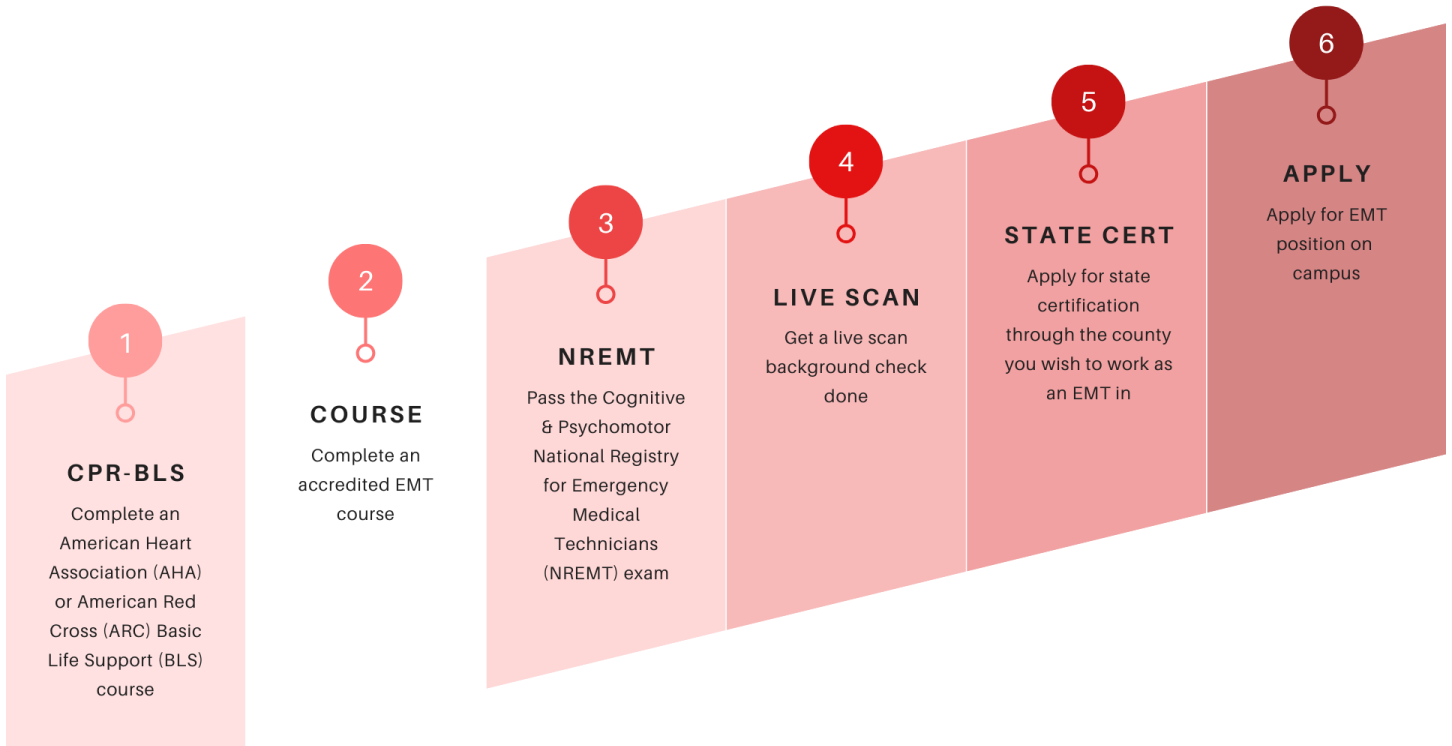 1
CPR-BLS
Complete an
American Heart
Association (AHA)
or American Red
Cross (ARC) Basic
Life Support (BLS)
course
2
COURSE
Complete an
accredited EMT
course
3
NREMT
Pass the Cognitive
& Psychomotor
National Registry
for Emergency
Medical
Technicians
(NREMT) exam
4
LIVE SCAN
Get a live scan
background check
done
5
STATE CERT
Apply for state
certification
through the county
you wish to work as
an EMT in
6
APPLY
Apply for EMT
position on
campus